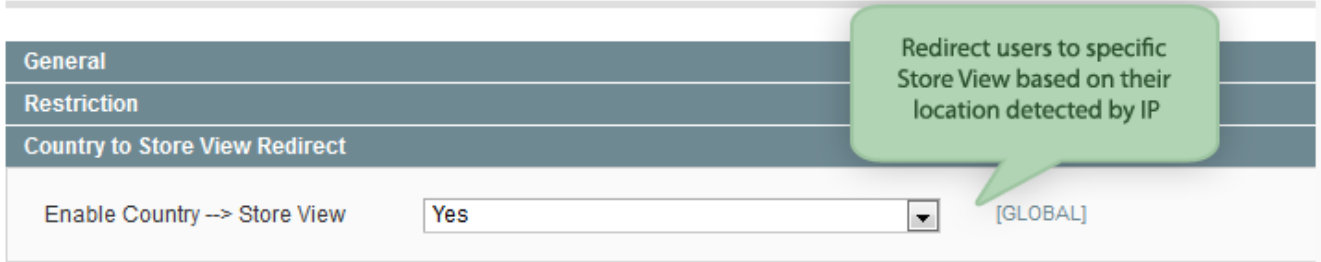 General
Restriction
Country to Store View Redirect
Redirect users to specific
Store View based on their
location detected by IP
Enable Country --> Store View
Yes
[GLOBAL]